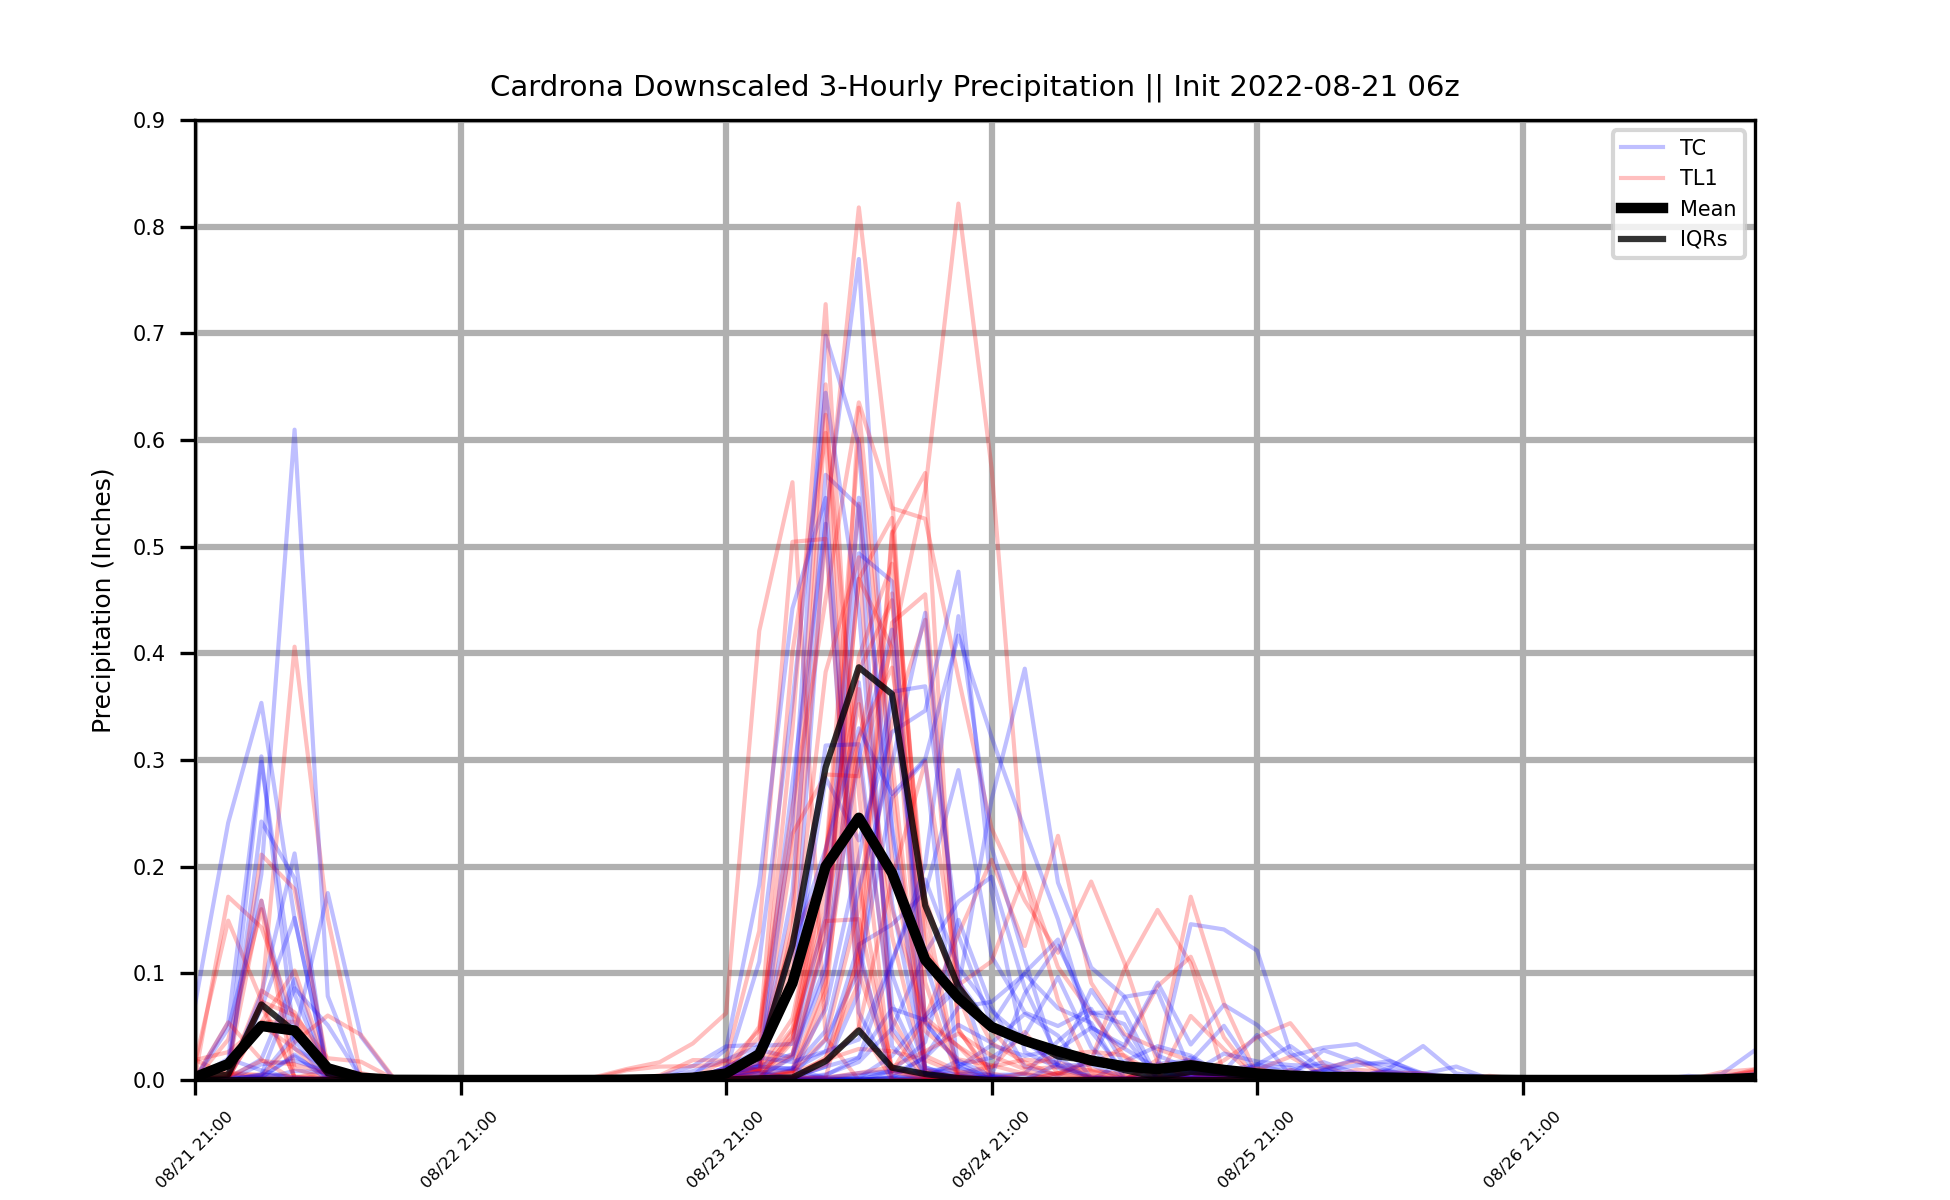 Cardrona Downscaled 3-Hourly Precipitation || Init 2022-08-21 06z
Precipitation (Inches)
0.9
0.8
0.7
0.6
0.5
0.4
0.3
0.2
0.1
0.0
TC
TL1
Mean
IQRs
08/21 21:00
08/22 21:00
08/23 21:00
08/24 21:00
08/25 21:00
08/26 21:00